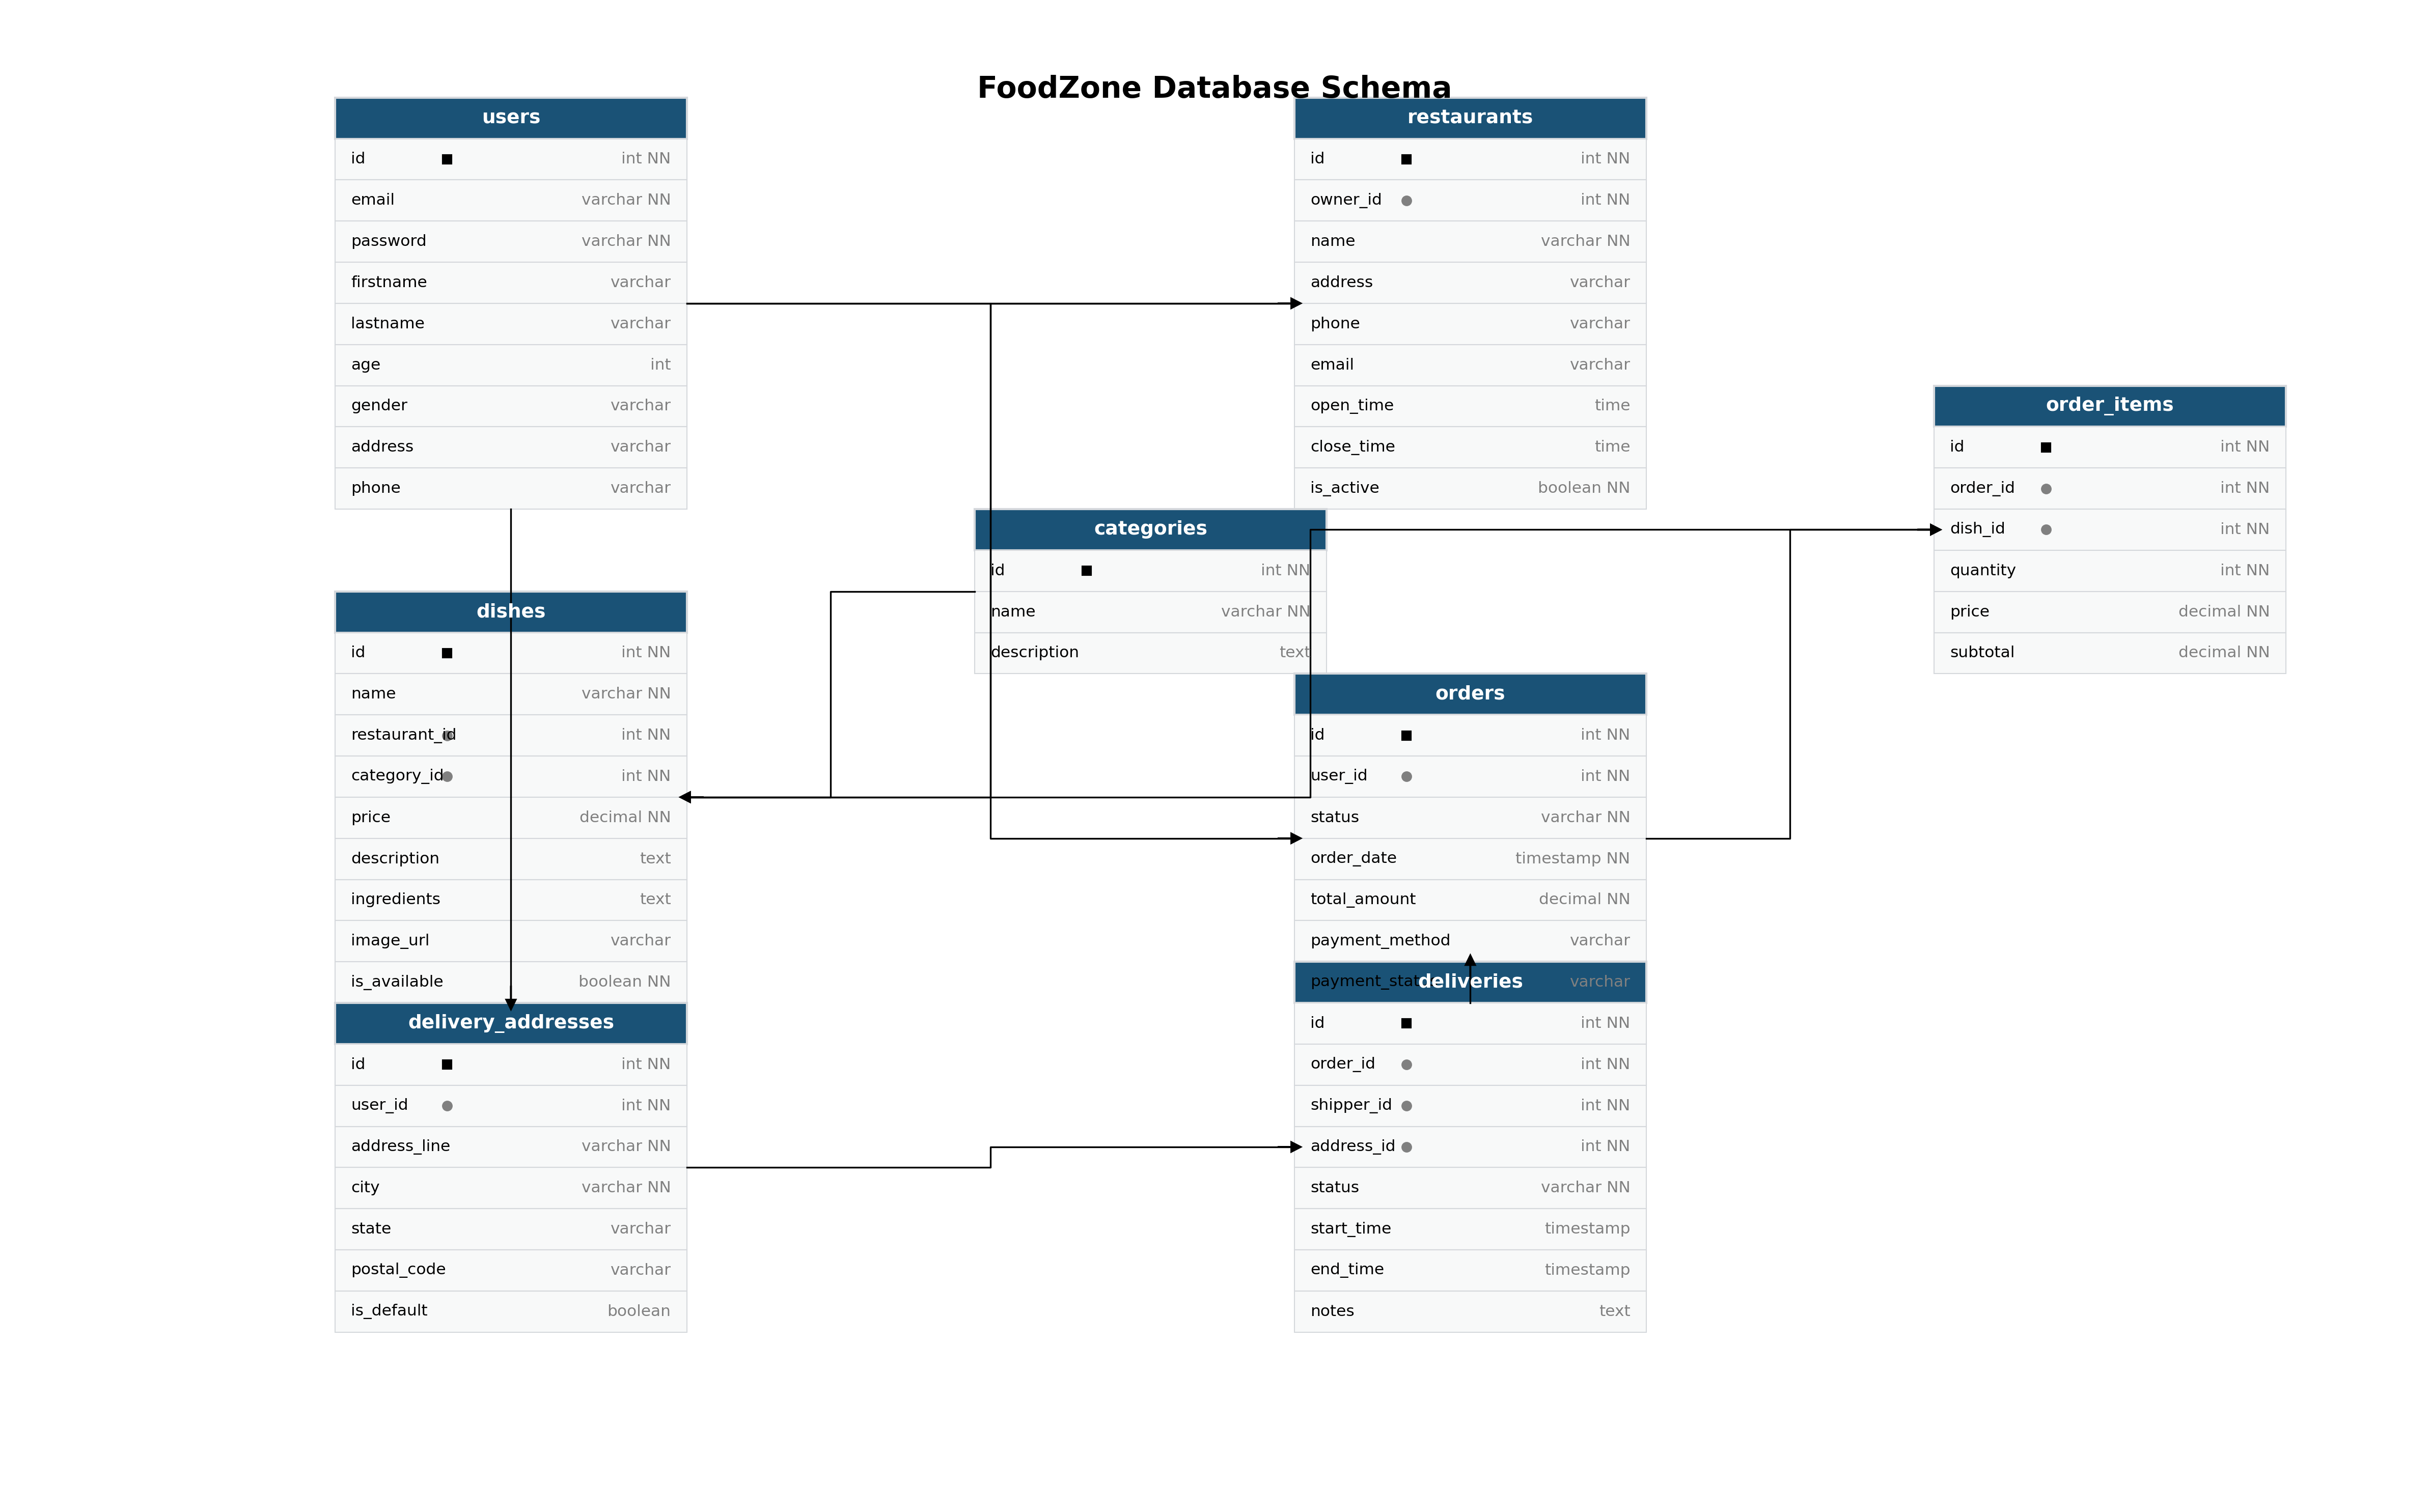 FoodZone Database Schema
users
id int NN
email varchar NN
password varchar NN
firstname varchar
lastname varchar
age int
gender varchar
address varchar
phone varchar
restaurants
id int NN
owner_id int NN
name varchar NN
address varchar
phone varchar
email varchar
open_time time
close_time time
is_active boolean NN
order_items
id int NN
order_id int NN
dish_id int NN
quantity int NN
price decimal NN
subtotal decimal NN
categories
id int NN
name varchar NN
description text
dishes
id int NN
name varchar NN
restaurant_id int NN
category_id int NN
price decimal NN
description text
ingredients text
image_url varchar
is_available boolean NN
orders
id int NN
user_id int NN
status varchar NN
order_date timestamp NN
total_amount decimal NN
payment_method varchar
varchar
delivery_addresses
id int NN
user_id int NN
address_line varchar NN
city varchar NN
state varchar
postal_code varchar
is_default boolean
deliveries
id int NN
order_id int NN
shipper_id int NN
address_id int NN
status varchar NN
start_time timestamp
end_time timestamp
notes text